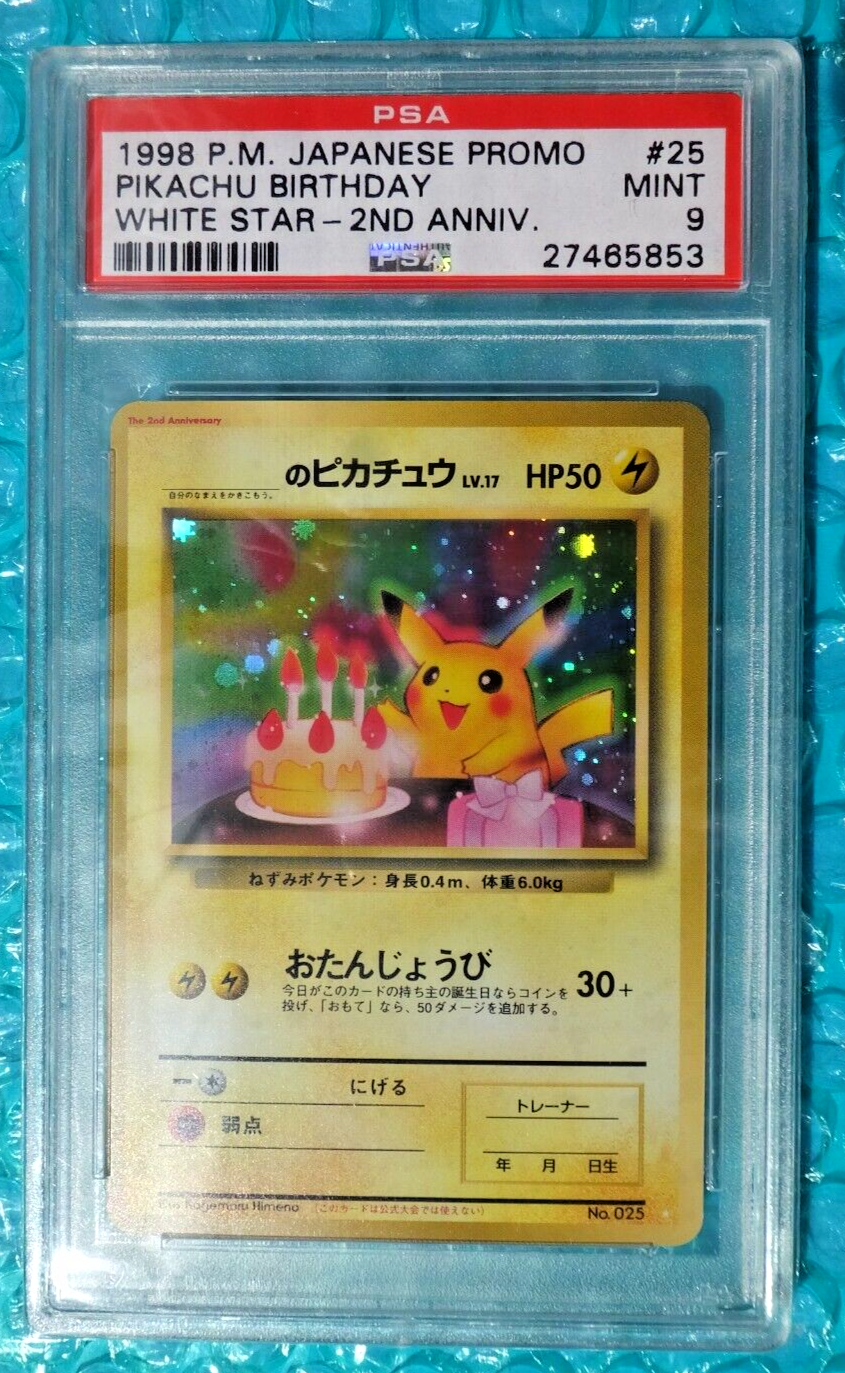 PSA
1998 P.M. JAPANESE PROMO #25
PIKACHU BIRTHDAY MINT
WHITE STAR-2ND ANNIV. 9
PSA 27465853
The 2nd Anniversary
のピカチュウ LV.17 HP50
自分のなまえをかきこもう。
ねずみポケモン：身長0.4m、体重6.0kg
おたんじょうび 30+
今日がこのカードの持ち主の誕生日ならコインを
投げ、「おもて」なら、50ダメージを追加する。
にげる
弱点
トレーナー
年 月 日生
Kagemaru Himeno （このカードは公式大会では使えない） No. 025